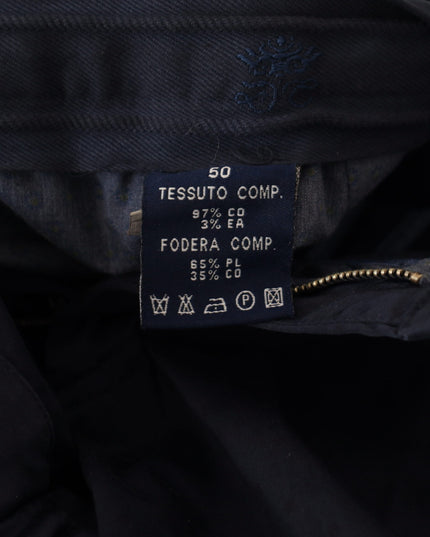 50
TESSUTO COMP.
97% CO
3% EA
FODERA COMP.
65% PL
35% CO
P